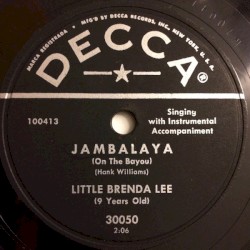 MARCA REGISTRADA • MF'D BY DECCA RECORDS, INC., NEW YORK, U.S.A.
DECCA
®
100413
Singing
with Instrumental
Accompaniment
JAMBALAYA
(On The Bayou)
(Hank Williams)
LITTLE BRENDA LEE
(9 Years Old)
30050
2:06